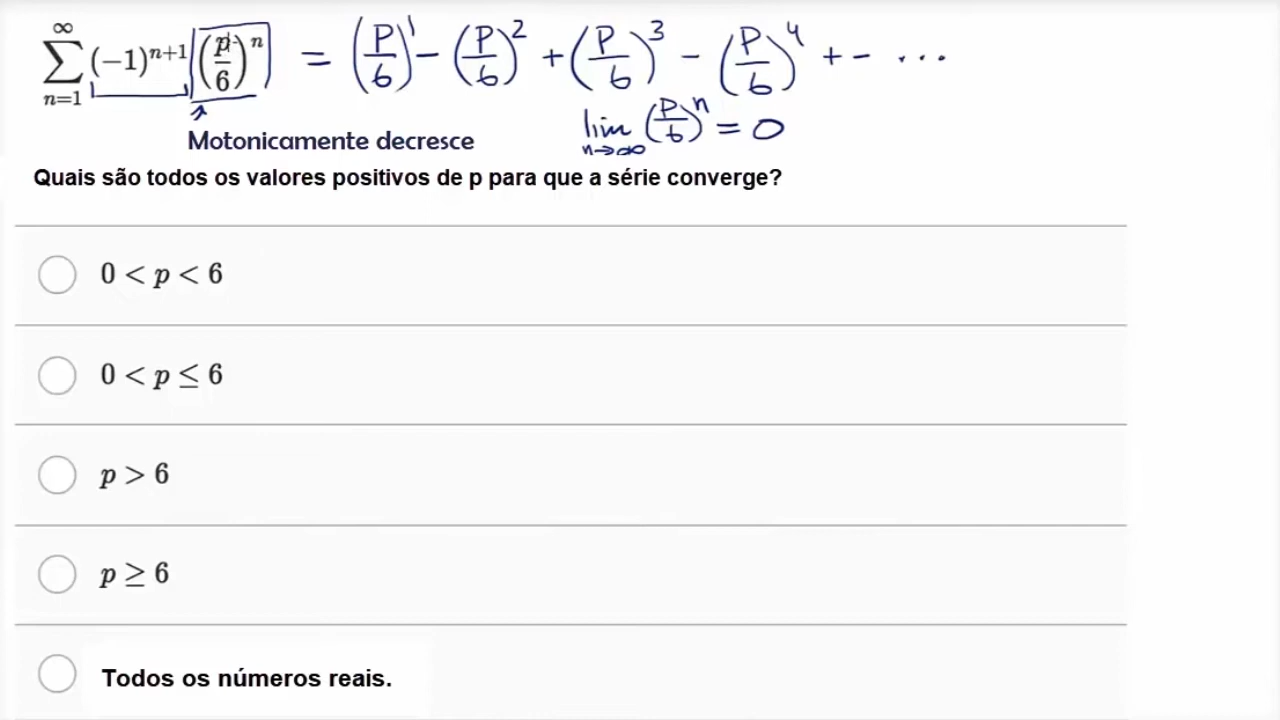 ∞∑n=1 (−1)ⁿ⁺¹ (p/6)ⁿ = (P/6)¹ − (P/6)² + (P/6)³ − (P/6)⁴ + − ...
Motonicamente decresce lim n→∞ (P/6)ⁿ = 0
Quais são todos os valores positivos de p para que a série converge?
0 < p < 6
0 < p ≤ 6
p > 6
p ≥ 6
Todos os números reais.